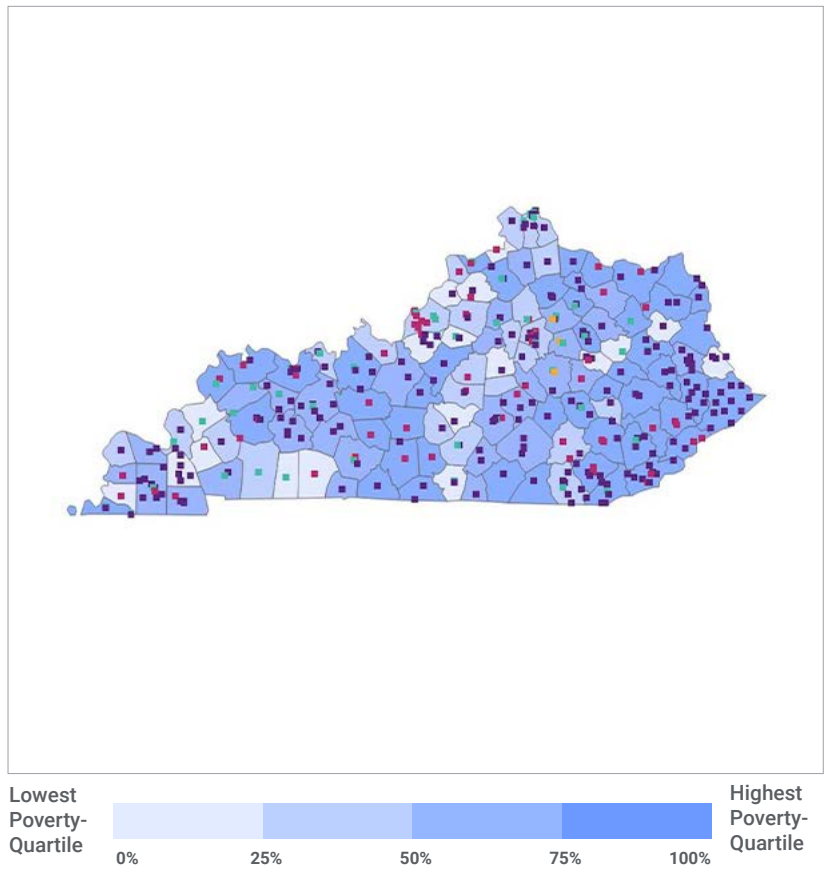 Lowest
Poverty-
Quartile
0%
25%
50%
75%
100%
Highest
Poverty-
Quartile